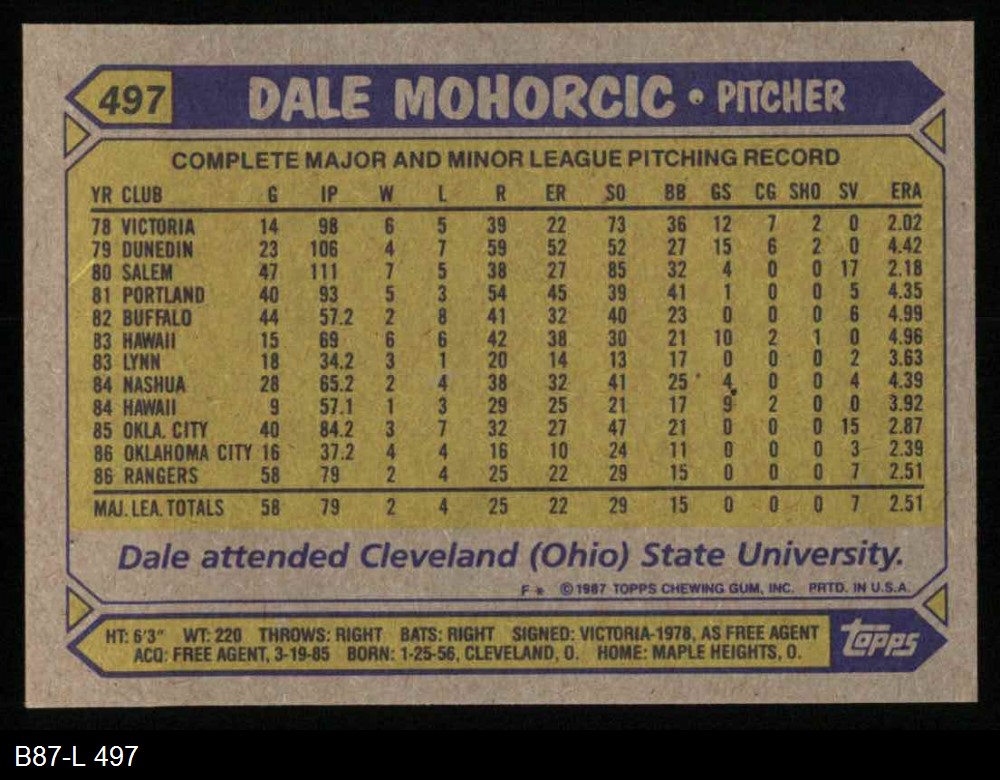 497 DALE MOHORCIC • PITCHER
COMPLETE MAJOR AND MINOR LEAGUE PITCHING RECORD
YR CLUB G IP W L R ER SO BB GS CG SHO SV ERA
78 VICTORIA 14 98 6 5 39 22 73 36 12 7 2 0 2.02
79 DUNEDIN 23 106 4 7 59 52 52 27 15 6 2 0 4.42
80 SALEM 47 111 7 5 38 27 85 32 4 0 0 17 2.18
81 PORTLAND 40 93 5 3 54 45 39 41 1 0 0 5 4.35
82 BUFFALO 44 57.2 2 8 41 32 40 23 0 0 0 6 4.99
83 HAWAII 15 69 6 6 42 38 30 21 10 2 1 0 4.96
83 LYNN 18 34.2 3 1 20 14 13 17 0 0 0 2 3.63
84 NASHUA 28 65.2 2 4 38 32 41 25 4 0 0 4 4.39
84 HAWAII 9 57.1 1 3 29 25 21 17 9 2 0 0 3.92
85 OKLA. CITY 40 84.2 3 7 32 27 47 21 0 0 0 15 2.87
86 OKLAHOMA CITY 16 37.2 4 4 16 10 24 11 0 0 0 3 2.39
86 RANGERS 58 79 2 4 25 22 29 15 0 0 0 7 2.51
MAJ. LEA. TOTALS 58 79 2 4 25 22 29 15 0 0 0 7 2.51
Dale attended Cleveland (Ohio) State University.
F * © 1987 TOPPS CHEWING GUM, INC. PRTD. IN U.S.A.
HT: 6'3" WT: 220 THROWS: RIGHT BATS: RIGHT SIGNED: VICTORIA-1978, AS FREE AGENT
ACQ: FREE AGENT, 3-19-85 BORN: 1-25-56, CLEVELAND, O. HOME: MAPLE HEIGHTS, O.
topps
B87-L 497